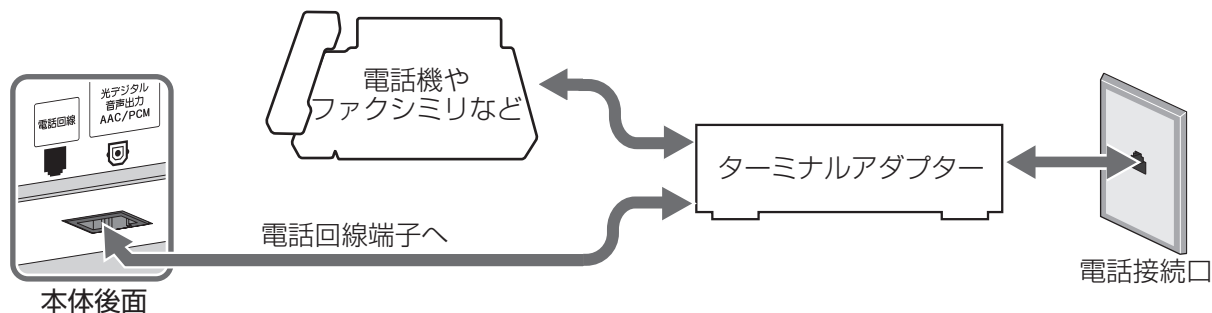 電話機や
ファクシミリなど
光デジタル
音声出力
AAC/PCM
電話回線
ターミナルアダプター
電話回線端子へ
電話接続口
本体後面